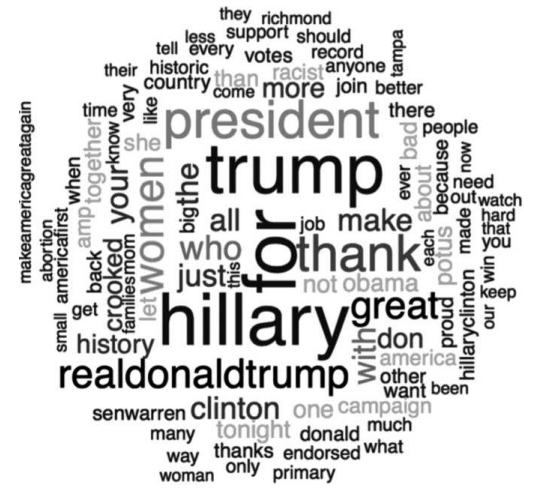 they richmond
less support should
tell every votes record
their historic than racist anyone tampa
country come more join better
time very like president there
makeamericagreatagain
when together know your she women trump ever bad people
amp big the because now
abortion americafirst all for job make about need
out watch
who thank each made hard
that
you
back crooked families mom just this not obama potus win
let keep
small get hillary great proud hillaryclinton our
history with don
america
realdonaldtrump other
want been
senwarren clinton one campaign
many tonight donald much
way thanks endorsed what
woman only primary